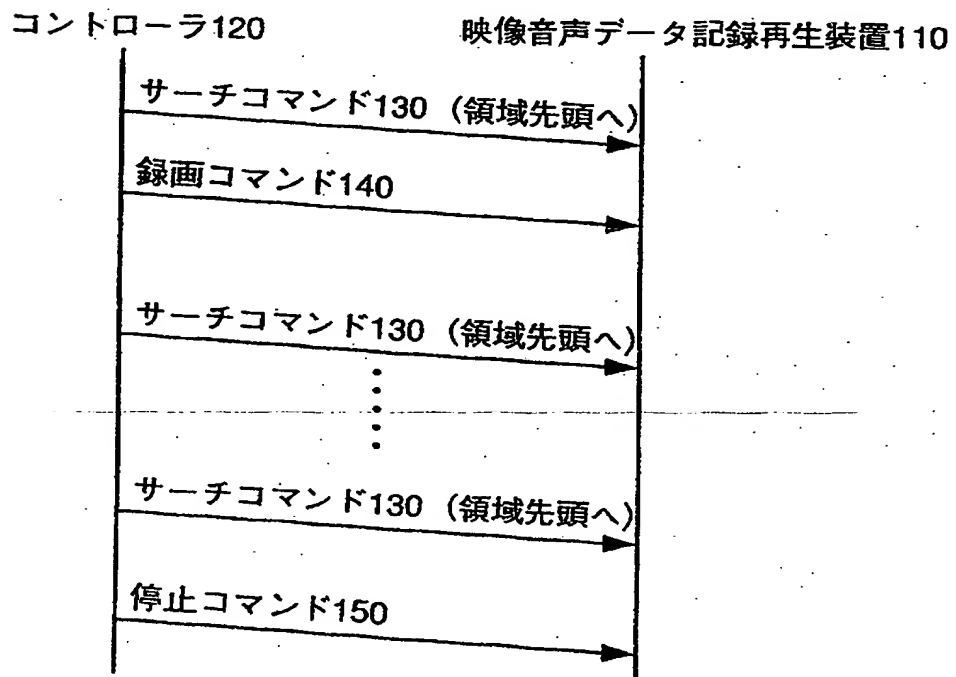 コントローラ120
映像音声データ記録再生装置110
サーチコマンド130 (領域先頭へ)
録画コマンド140
サーチコマンド130 (領域先頭へ)
サーチコマンド130 (領域先頭へ)
停止コマンド150